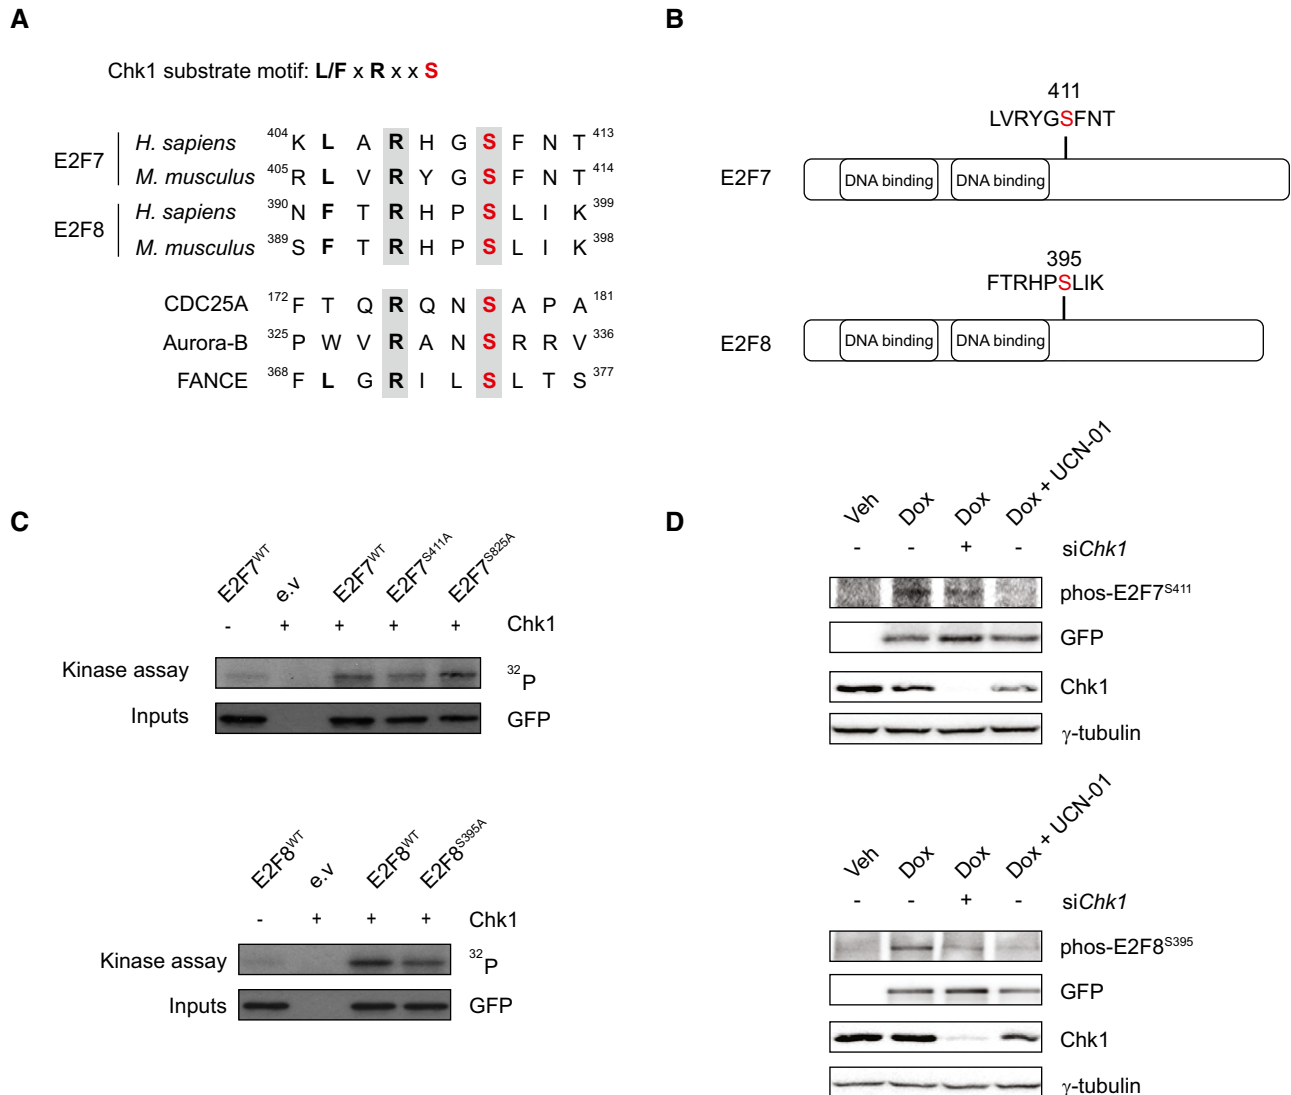 A
Chk1 substrate motif: L/F x R x x S
E2F7
H. sapiens 404 K L A R H G S F N T 413
M. musculus 405 R L V R Y G S F N T 414
E2F8
H. sapiens 390 N F T R H P S L I K 399
M. musculus 389 S F T R H P S L I K 398
CDC25A 172 F T Q R Q N S A P A 181
Aurora-B 325 P W V R A N S R R V 336
FANCE 368 F L G R I L S L T S 377
B
411
LVRYGSFNT
E2F7 DNA binding DNA binding
395
FTRHPSLIK
E2F8 DNA binding DNA binding
C
E2F7WT e.v E2F7WT E2F7S411A E2F7S825A
- + + + + Chk1
Kinase assay 32P
Inputs GFP
E2F8WT e.v E2F8WT E2F8S395A
- + + + Chk1
Kinase assay 32P
Inputs GFP
D
Veh Dox Dox Dox + UCN-01
- - + - siChk1
phos-E2F7S411
GFP
Chk1
γ-tubulin
Veh Dox Dox Dox + UCN-01
- - + - siChk1
phos-E2F8S395
GFP
Chk1
γ-tubulin